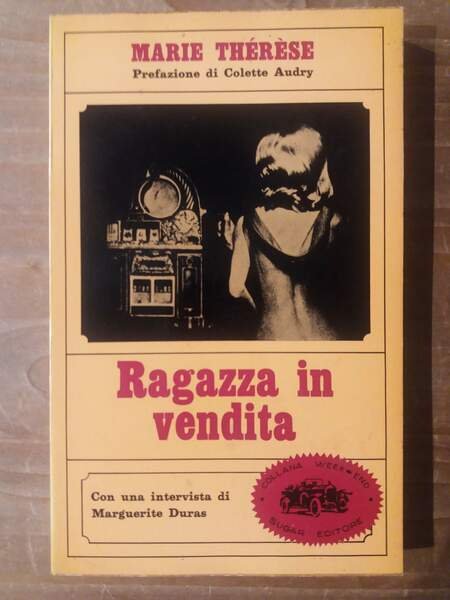 MARIE THÉRÈSE
Prefazione di Colette Audry
Ragazza in
vendita
Con una intervista di
Marguerite Duras
COLLANA WEEK-END
SUGAR EDITORE